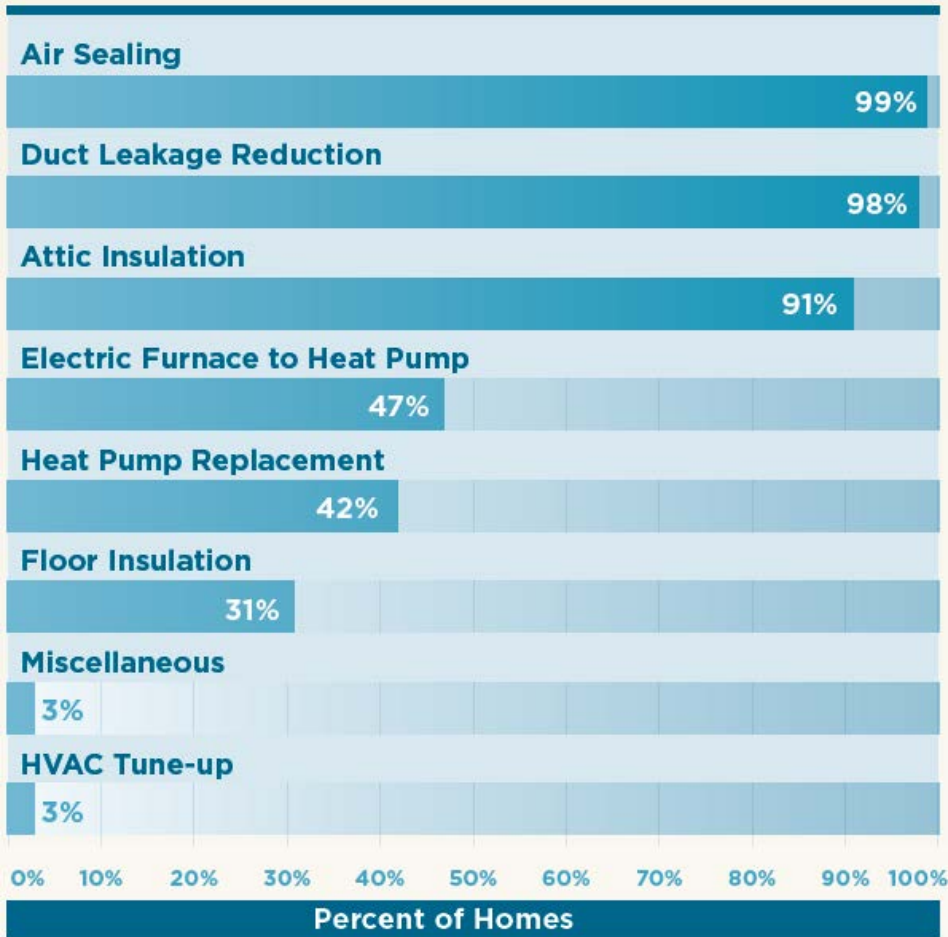 Air Sealing
99%
Duct Leakage Reduction
98%
Attic Insulation
91%
Electric Furnace to Heat Pump
47%
Heat Pump Replacement
42%
Floor Insulation
31%
Miscellaneous
3%
HVAC Tune-up
3%
0% 10% 20% 30% 40% 50% 60% 70% 80% 90% 100%
Percent of Homes